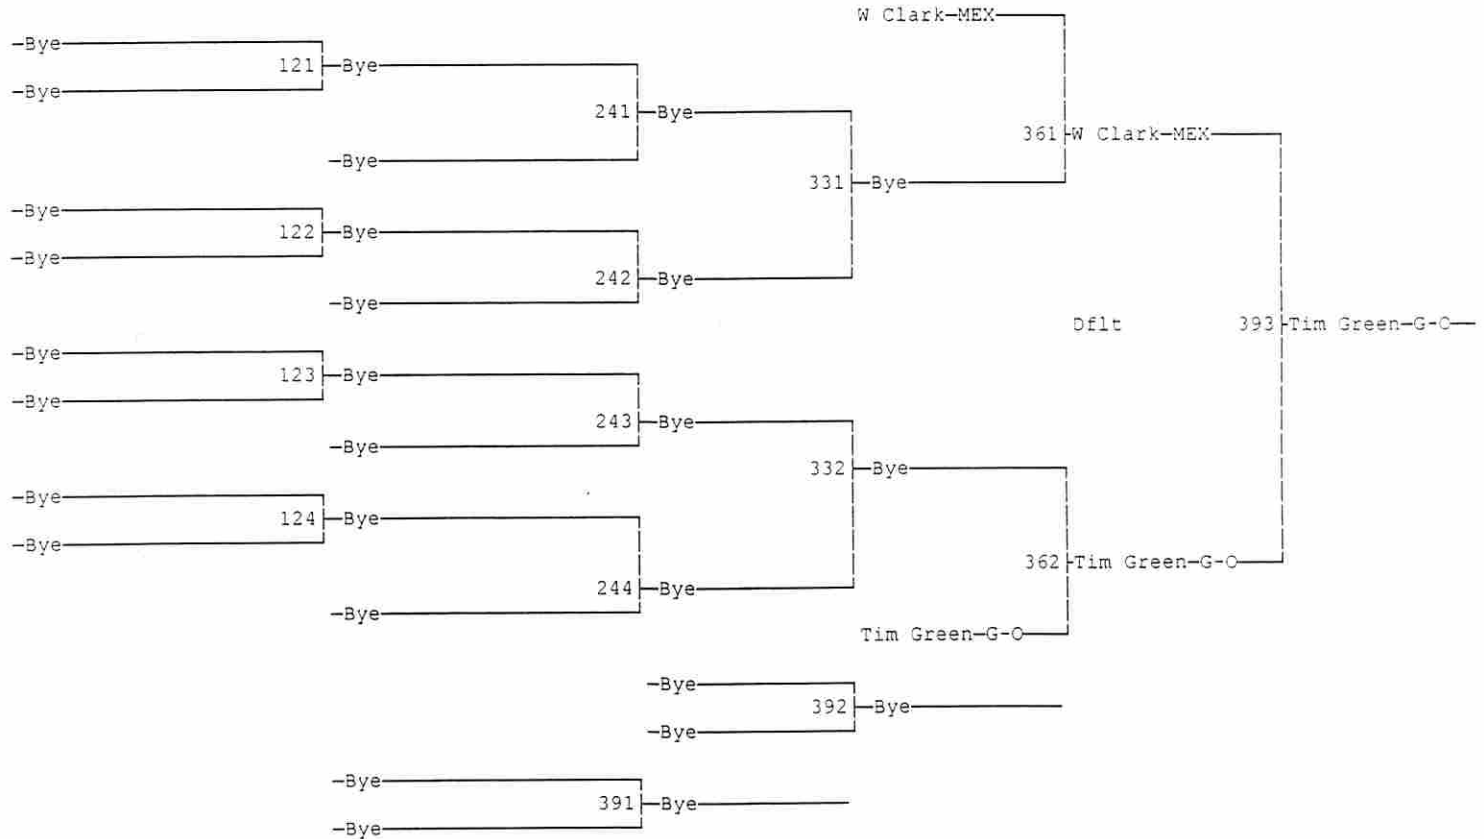 W Clark-MEX
-Bye
121 -Bye
-Bye
241 -Bye
361 W Clark-MEX
-Bye
331 -Bye
-Bye
122 -Bye
-Bye
242 -Bye
-Bye
Dflt 393 Tim Green-G-O
-Bye
123 -Bye
-Bye
243 -Bye
-Bye
332 -Bye
-Bye
124 -Bye
-Bye
362 Tim Green-G-O
244 -Bye
-Bye
Tim Green-G-O
-Bye
392 -Bye
-Bye
-Bye
391 -Bye
-Bye